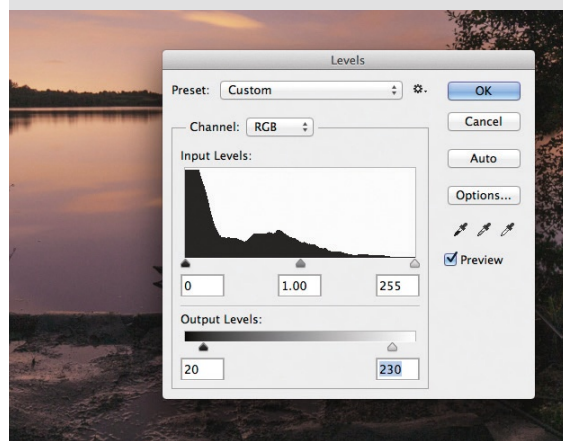 Levels
Preset: Custom
OK
Channel: RGB
Cancel
Input Levels:
Auto
Options...
Preview
0 1.00 255
Output Levels:
20 230